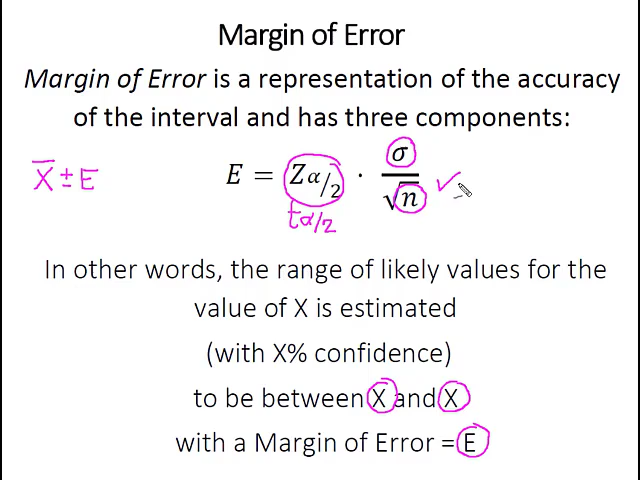 Margin of Error
Margin of Error is a representation of the accuracy
of the interval and has three components:
X̅ ± E
E = Zα/2 · σ/√n ✓
tα/2
In other words, the range of likely values for the
value of X is estimated
(with X% confidence)
to be between X and X
with a Margin of Error = E